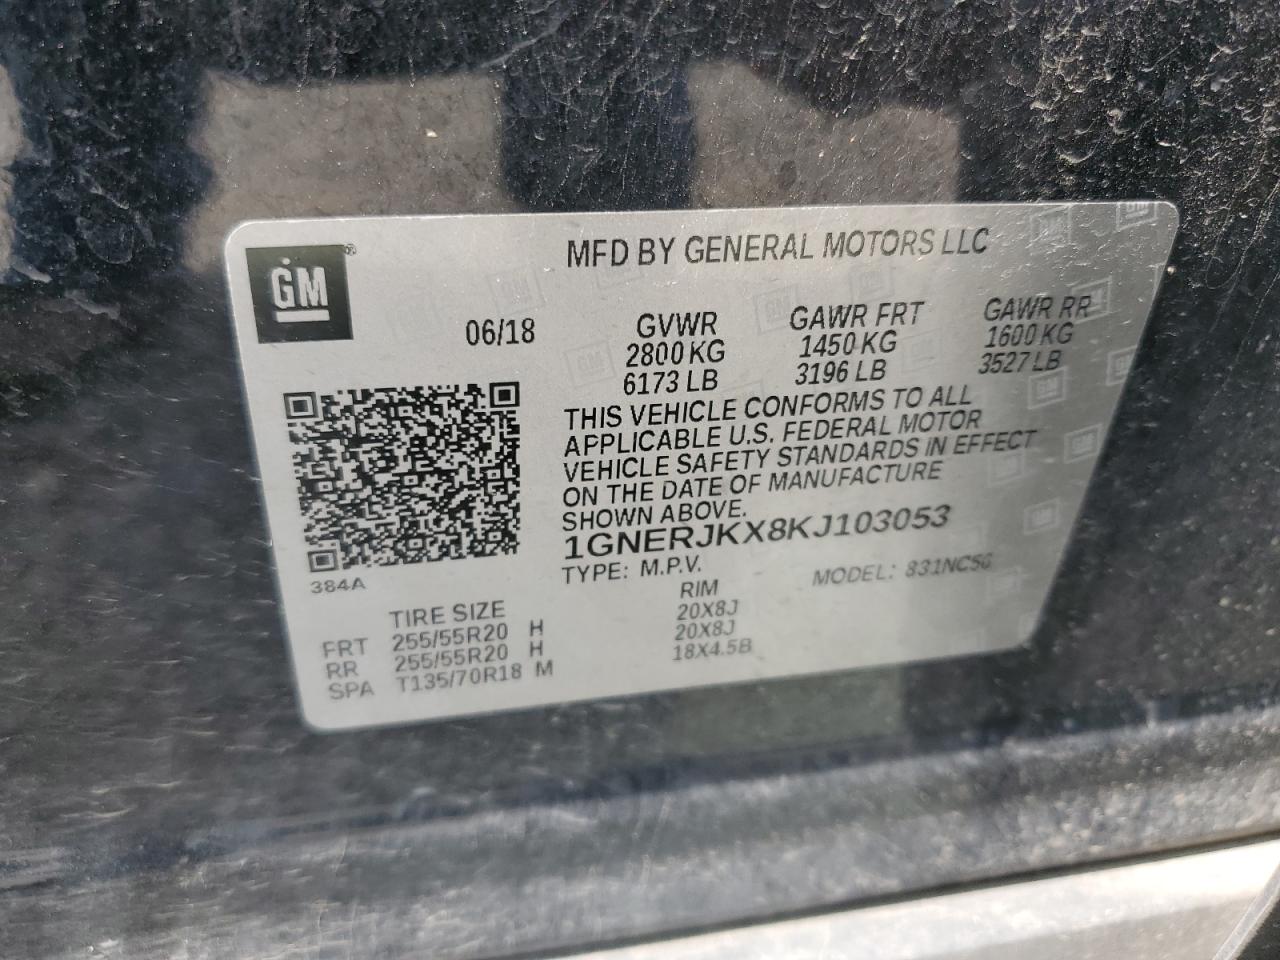 GM
MFD BY GENERAL MOTORS LLC
06/18
GVWR GAWR FRT GAWR RR
2800 KG 1450 KG 1600 KG
6173 LB 3196 LB 3527 LB
THIS VEHICLE CONFORMS TO ALL
APPLICABLE U.S. FEDERAL MOTOR
VEHICLE SAFETY STANDARDS IN EFFECT
ON THE DATE OF MANUFACTURE
SHOWN ABOVE.
1GNERJKX8KJ103053
384A
TYPE: M.P.V. MODEL: 831NC56
TIRE SIZE RIM
FRT 255/55R20 H 20X8J
RR 255/55R20 H 20X8J
SPA T135/70R18 M 18X4.5B